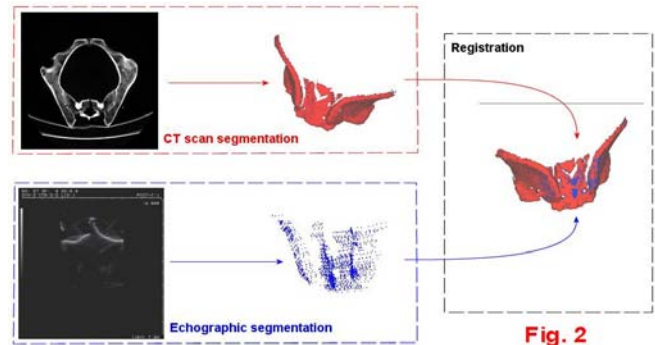 Registration
CT scan segmentation
Echographic segmentation
Fig. 2